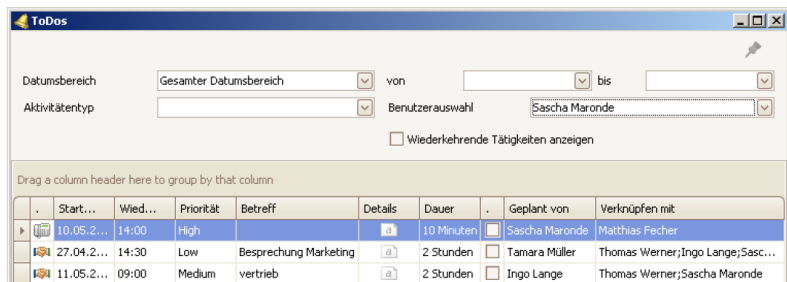 ToDos
Datumsbereich Gesamter Datumsbereich von bis
Aktivitätentyp Benutzerauswahl Sascha Maronde
Wiederkehrende Tätigkeiten anzeigen
Drag a column header here to group by that column
. Start... Wied... Priorität Betreff Details Dauer . Geplant von Verknüpfen mit
10.05.2... 14:00 High a 10 Minuten Sascha Maronde Matthias Fecher
27.04.2... 14:30 Low Besprechung Marketing a 2 Stunden Tamara Müller Thomas Werner;Ingo Lange;Sasc...
11.05.2... 09:00 Medium vertrieb a 2 Stunden Ingo Lange Thomas Werner;Sascha Maronde